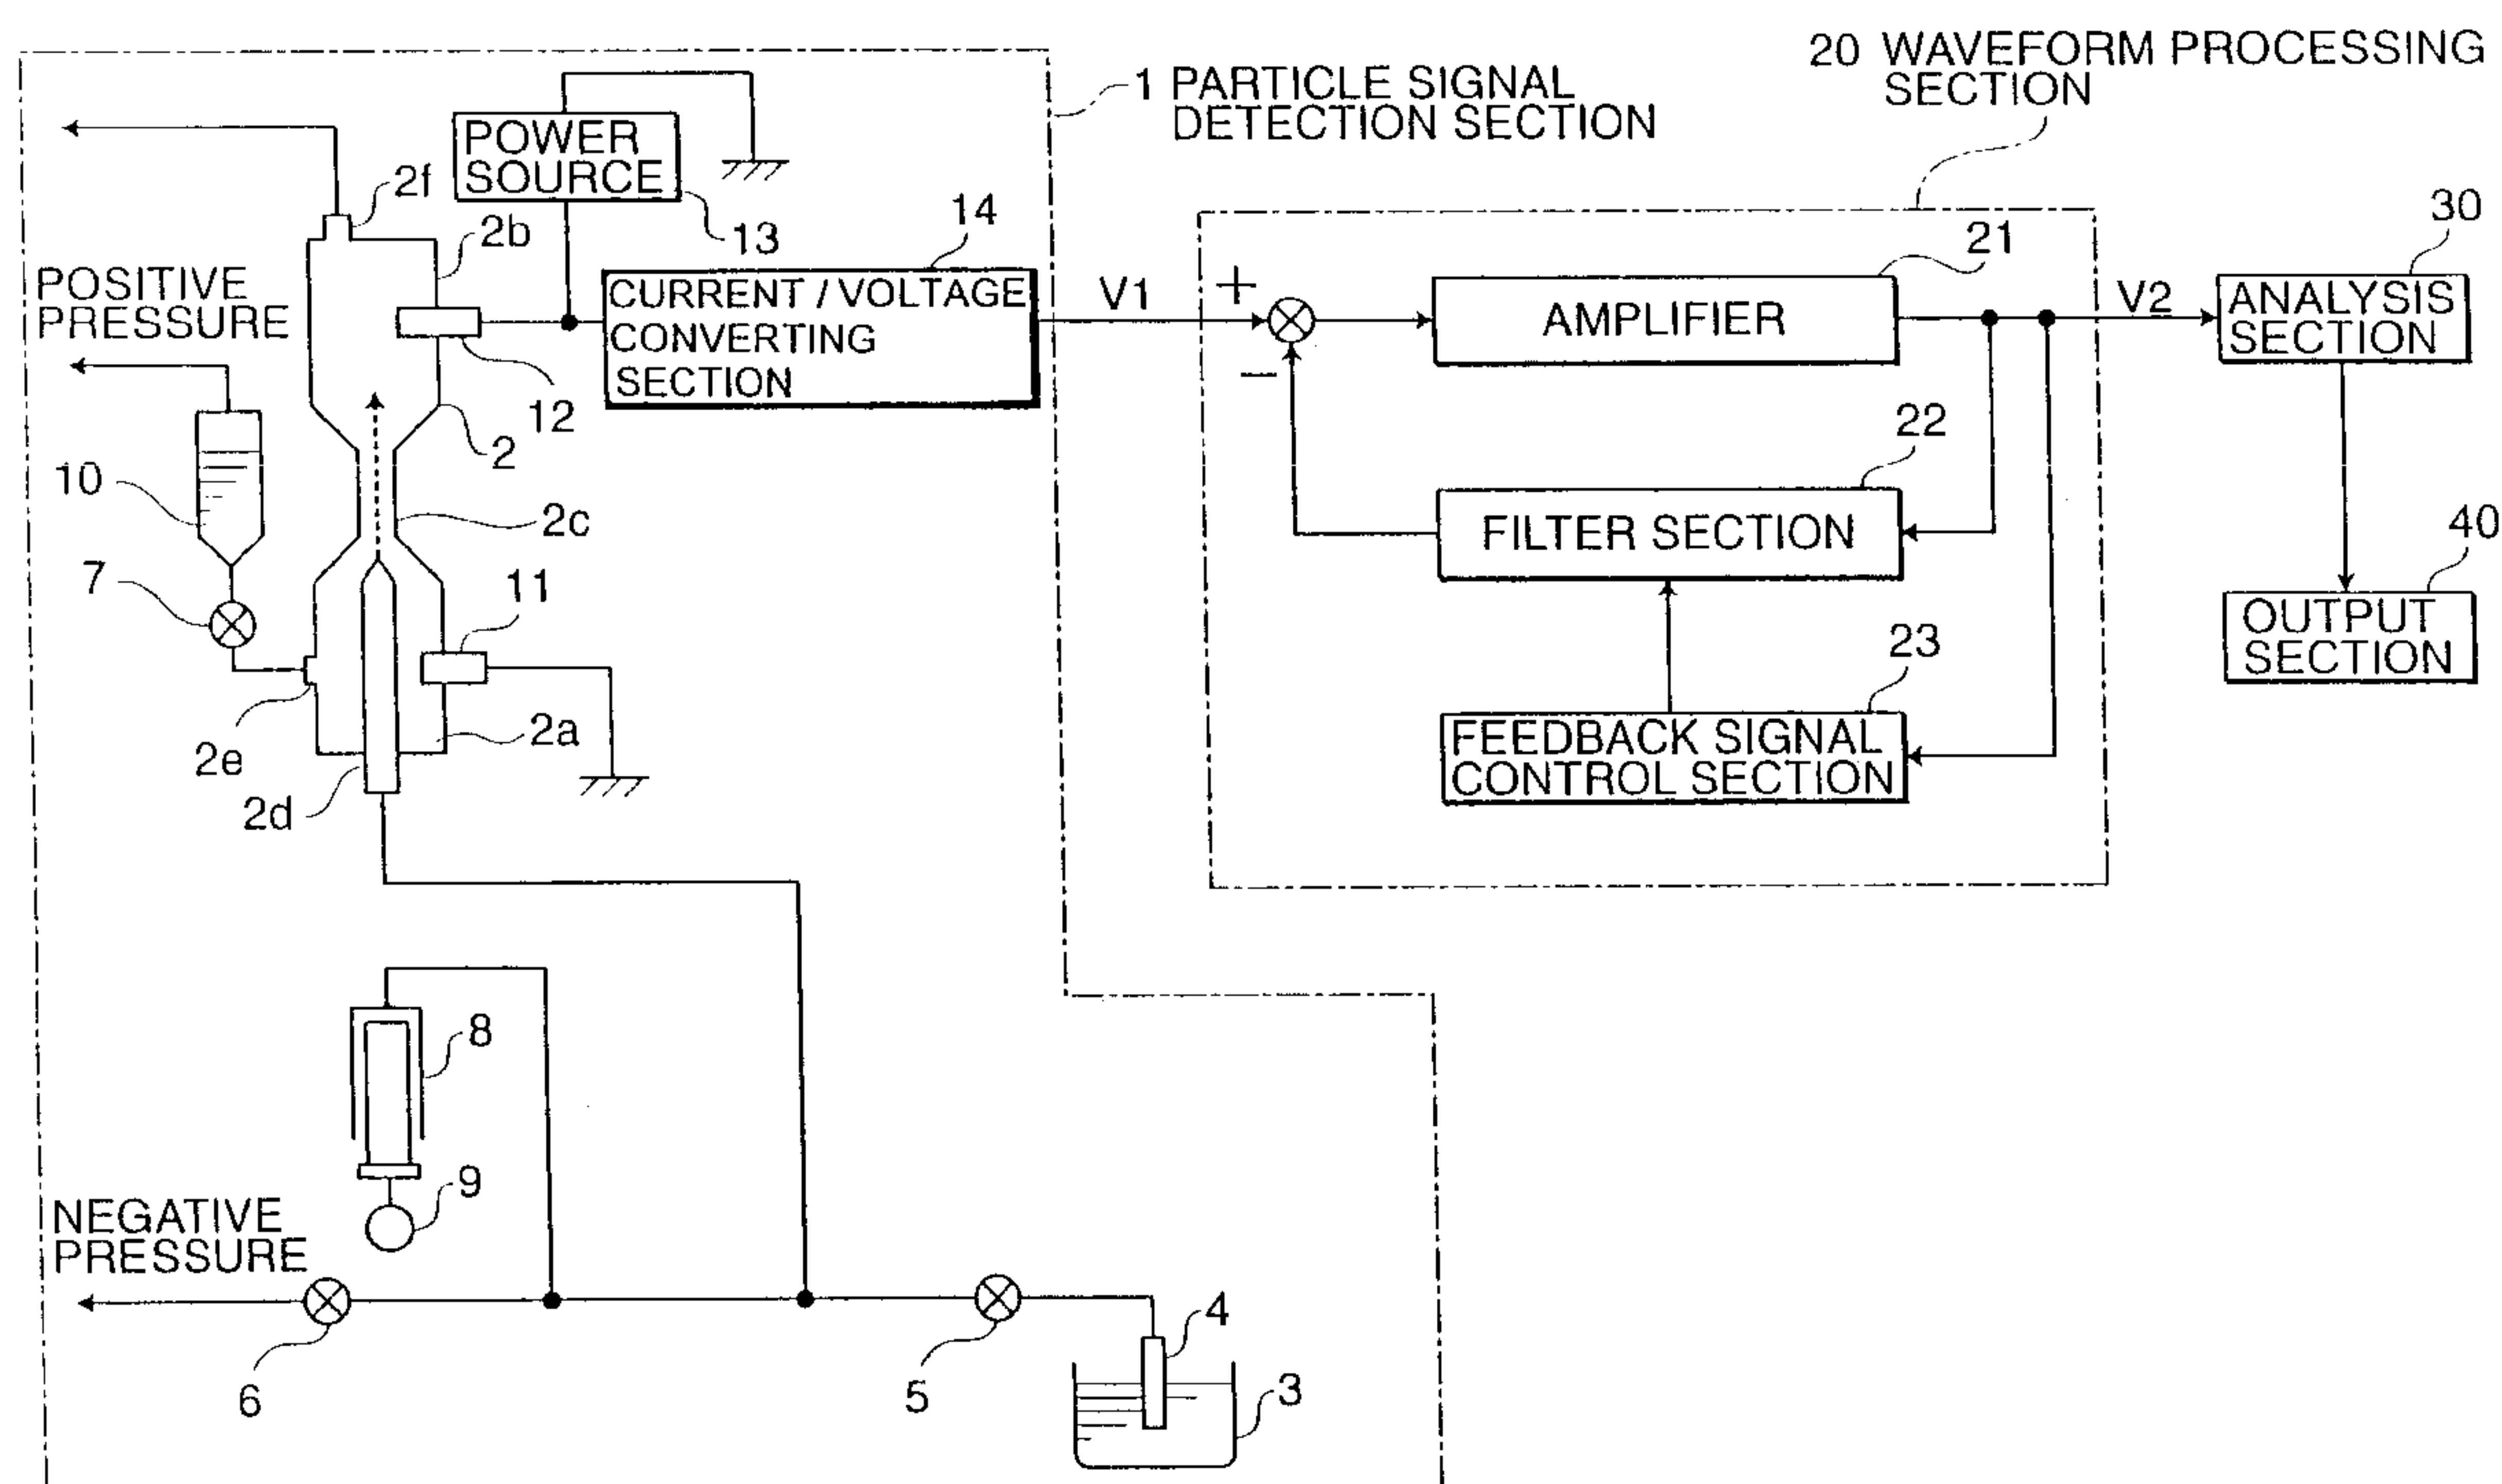 20 WAVEFORM PROCESSING
SECTION
1 PARTICLE SIGNAL
DETECTION SECTION
POWER
SOURCE
2f
2b
13
14
21
30
POSITIVE
PRESSURE
CURRENT / VOLTAGE
CONVERTING
SECTION
V1
+
−
AMPLIFIER
V2
ANALYSIS
SECTION
12
2
22
10
2c
FILTER SECTION
40
7
11
23
OUTPUT
SECTION
2e
2a
2d
FEEDBACK SIGNAL
CONTROL SECTION
8
9
NEGATIVE
PRESSURE
6
5
4
3